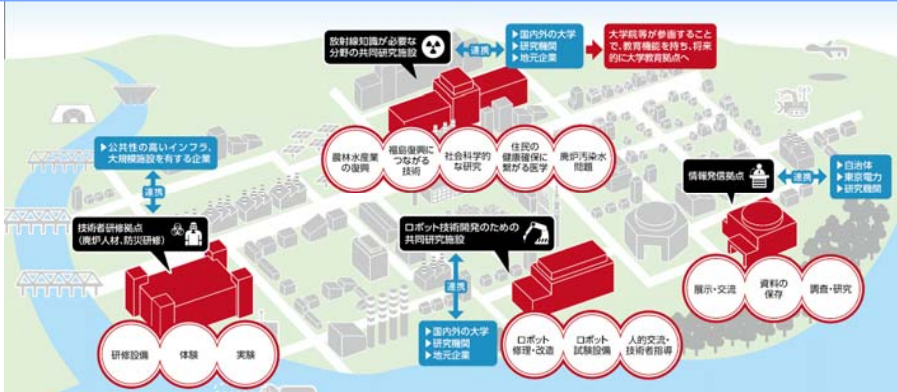 放射線知識が必要な
分野の共同研究施設
連携
▶国内外の大学
▶研究機関
▶地元企業
大学院等が参画すること
で、教育機能を持ち、将来
的に大学教育拠点へ
農林水産業
の復興
福島復興に
つながる
技術
社会科学的
な研究
住民の
健康確保に
繋がる医学
廃炉汚染水
問題
▶公共性の高いインフラ、
大規模施設を有する企業
連携
技術者研修拠点
(廃炉人材、防災研修)
研修設備
体験
実験
ロボット技術開発のための
共同研究施設
連携
▶国内外の大学
▶研究機関
▶地元企業
ロボット
修理・改造
ロボット
試験設備
人的交流・
技術者指導
情報発信拠点
連携
▶自治体
▶東京電力
▶研究機関
展示・交流
資料の
保存
調査・研究